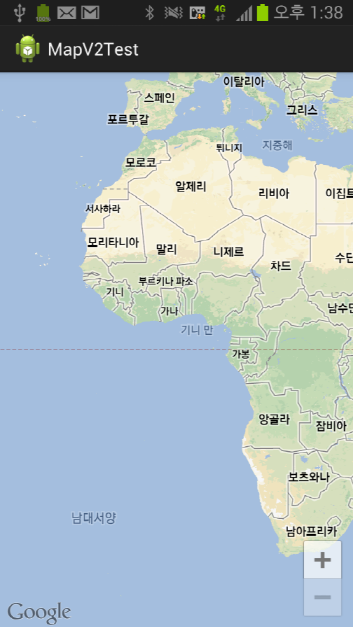 4G
오후 1:38
MapV2Test
이탈리아
스페인
그리스
포르투갈
튀니지
지중해
모로코
알제리
리비아
이집트
서사하라
모리타니아
말리
니제르
수단
차드
부르키나 파소
기니
가나
남수단
기니 만
가봉
앙골라
잠비아
보츠와나
남대서양
남아프리카
+
−
Google